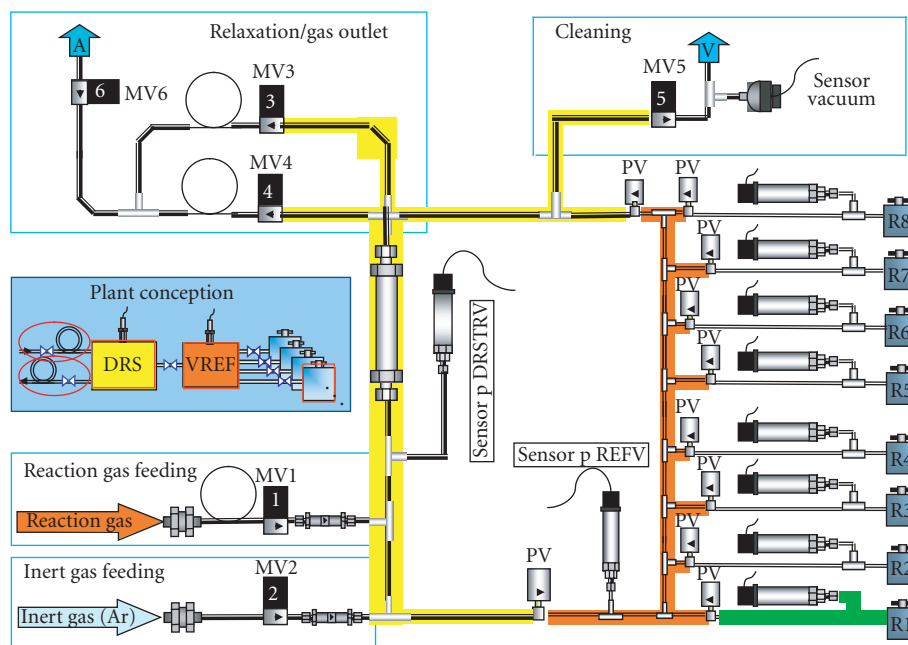 Relaxation/gas outlet
Cleaning
A
V
MV3
MV5
6
MV6
3
5
Sensor
vacuum
MV4
4
PV
PV
R8
PV
R7
Plant conception
PV
R6
DRS
VREF
Sensor p DRSTRV
PV
R5
PV
Sensor p REFV
R4
Reaction gas feeding
MV1
PV
1
R3
Reaction gas
PV
R2
Inert gas feeding
MV2
PV
PV
2
Inert gas (Ar)
R1